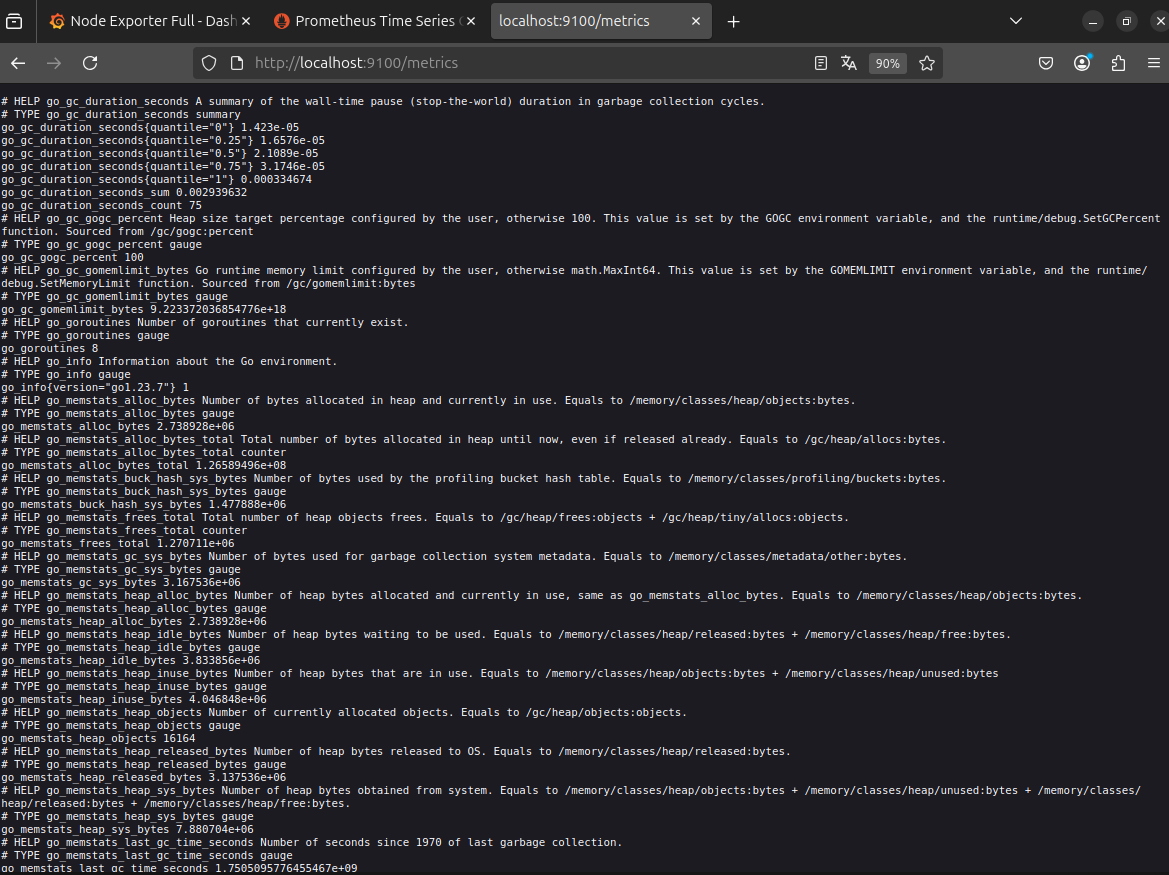 Node Exporter Full - Dash
Prometheus Time Series
localhost:9100/metrics
http://localhost:9100/metrics
90%
# HELP go_gc_duration_seconds A summary of the wall-time pause (stop-the-world) duration in garbage collection cycles.
# TYPE go_gc_duration_seconds summary
go_gc_duration_seconds{quantile="0"} 1.423e-05
go_gc_duration_seconds{quantile="0.25"} 1.6576e-05
go_gc_duration_seconds{quantile="0.5"} 2.1089e-05
go_gc_duration_seconds{quantile="0.75"} 3.1746e-05
go_gc_duration_seconds{quantile="1"} 0.000334674
go_gc_duration_seconds_sum 0.002939632
go_gc_duration_seconds_count 75
# HELP go_gc_gogc_percent Heap size target percentage configured by the user, otherwise 100. This value is set by the GOGC environment variable, and the runtime/debug.SetGCPercent
function. Sourced from /gc/gogc:percent
# TYPE go_gc_gogc_percent gauge
go_gc_gogc_percent 100
# HELP go_gc_gomemlimit_bytes Go runtime memory limit configured by the user, otherwise math.MaxInt64. This value is set by the GOMEMLIMIT environment variable, and the runtime/
debug.SetMemoryLimit function. Sourced from /gc/gomemlimit:bytes
# TYPE go_gc_gomemlimit_bytes gauge
go_gc_gomemlimit_bytes 9.223372036854776e+18
# HELP go_goroutines Number of goroutines that currently exist.
# TYPE go_goroutines gauge
go_goroutines 8
# HELP go_info Information about the Go environment.
# TYPE go_info gauge
go_info{version="go1.23.7"} 1
# HELP go_memstats_alloc_bytes Number of bytes allocated in heap and currently in use. Equals to /memory/classes/heap/objects:bytes.
# TYPE go_memstats_alloc_bytes gauge
go_memstats_alloc_bytes 2.738928e+06
# HELP go_memstats_alloc_bytes_total Total number of bytes allocated in heap until now, even if released already. Equals to /gc/heap/allocs:bytes.
# TYPE go_memstats_alloc_bytes_total counter
go_memstats_alloc_bytes_total 1.26589496e+08
# HELP go_memstats_buck_hash_sys_bytes Number of bytes used by the profiling bucket hash table. Equals to /memory/classes/profiling/buckets:bytes.
# TYPE go_memstats_buck_hash_sys_bytes gauge
go_memstats_buck_hash_sys_bytes 1.477888e+06
# HELP go_memstats_frees_total Total number of heap objects frees. Equals to /gc/heap/frees:objects + /gc/heap/tiny/allocs:objects.
# TYPE go_memstats_frees_total counter
go_memstats_frees_total 1.270711e+06
# HELP go_memstats_gc_sys_bytes Number of bytes used for garbage collection system metadata. Equals to /memory/classes/metadata/other:bytes.
# TYPE go_memstats_gc_sys_bytes gauge
go_memstats_gc_sys_bytes 3.167536e+06
# HELP go_memstats_heap_alloc_bytes Number of heap bytes allocated and currently in use, same as go_memstats_alloc_bytes. Equals to /memory/classes/heap/objects:bytes.
# TYPE go_memstats_heap_alloc_bytes gauge
go_memstats_heap_alloc_bytes 2.738928e+06
# HELP go_memstats_heap_idle_bytes Number of heap bytes waiting to be used. Equals to /memory/classes/heap/released:bytes + /memory/classes/heap/free:bytes.
# TYPE go_memstats_heap_idle_bytes gauge
go_memstats_heap_idle_bytes 3.833856e+06
# HELP go_memstats_heap_inuse_bytes Number of heap bytes that are in use. Equals to /memory/classes/heap/objects:bytes + /memory/classes/heap/unused:bytes
# TYPE go_memstats_heap_inuse_bytes gauge
go_memstats_heap_inuse_bytes 4.046848e+06
# HELP go_memstats_heap_objects Number of currently allocated objects. Equals to /gc/heap/objects:objects.
# TYPE go_memstats_heap_objects gauge
go_memstats_heap_objects 16164
# HELP go_memstats_heap_released_bytes Number of heap bytes released to OS. Equals to /memory/classes/heap/released:bytes.
# TYPE go_memstats_heap_released_bytes gauge
go_memstats_heap_released_bytes 3.137536e+06
# HELP go_memstats_heap_sys_bytes Number of heap bytes obtained from system. Equals to /memory/classes/heap/objects:bytes + /memory/classes/heap/unused:bytes + /memory/classes/
heap/released:bytes + /memory/classes/heap/free:bytes.
# TYPE go_memstats_heap_sys_bytes gauge
go_memstats_heap_sys_bytes 7.880704e+06
# HELP go_memstats_last_gc_time_seconds Number of seconds since 1970 of last garbage collection.
# TYPE go_memstats_last_gc_time_seconds gauge
go_memstats_last_gc_time_seconds 1.7505095776455467e+09